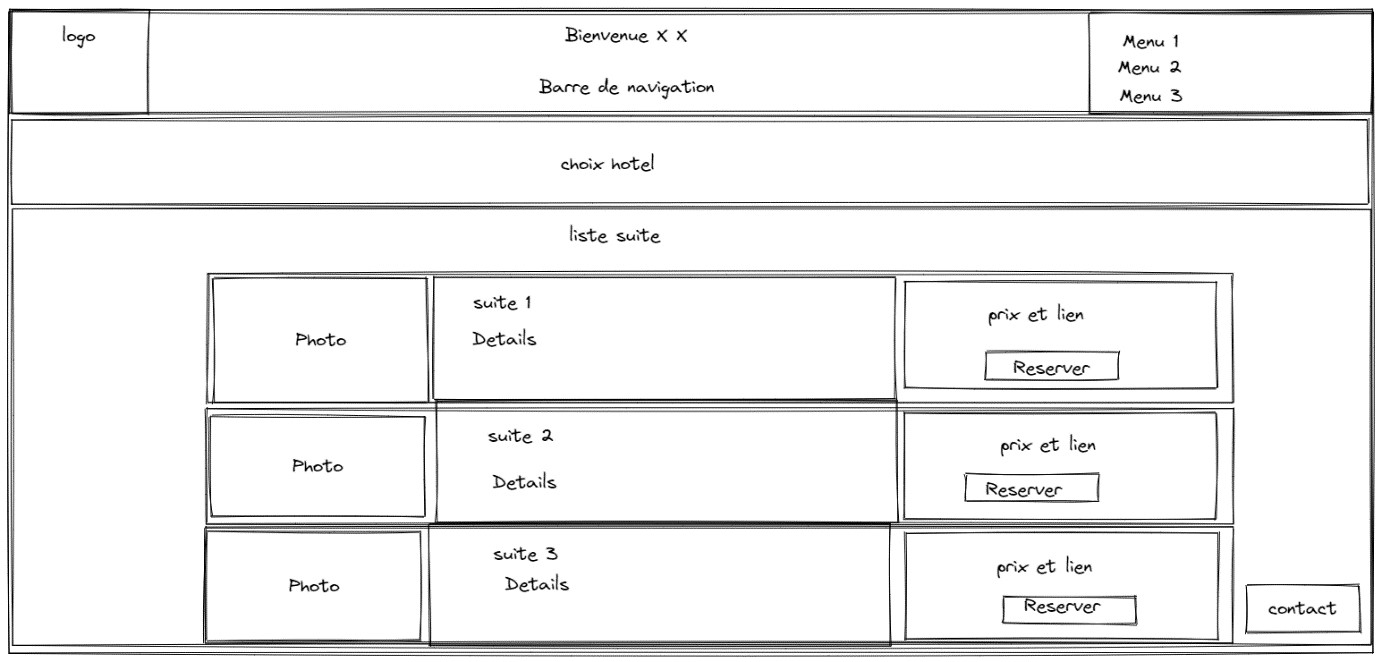 logo
Bienvenue X X
Barre de navigation
Menu 1
Menu 2
Menu 3
choix hotel
liste suite
Photo
suite 1
Details
prix et lien
Reserver
Photo
suite 2
Details
prix et lien
Reserver
Photo
suite 3
Details
prix et lien
Reserver
contact